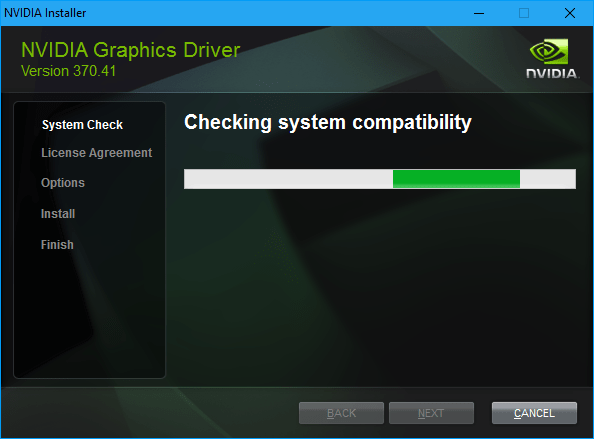 NVIDIA Installer
NVIDIA Graphics Driver
Version 370.41
NVIDIA.
System Check
License Agreement
Options
Install
Finish
Checking system compatibility
BACK
NEXT
CANCEL